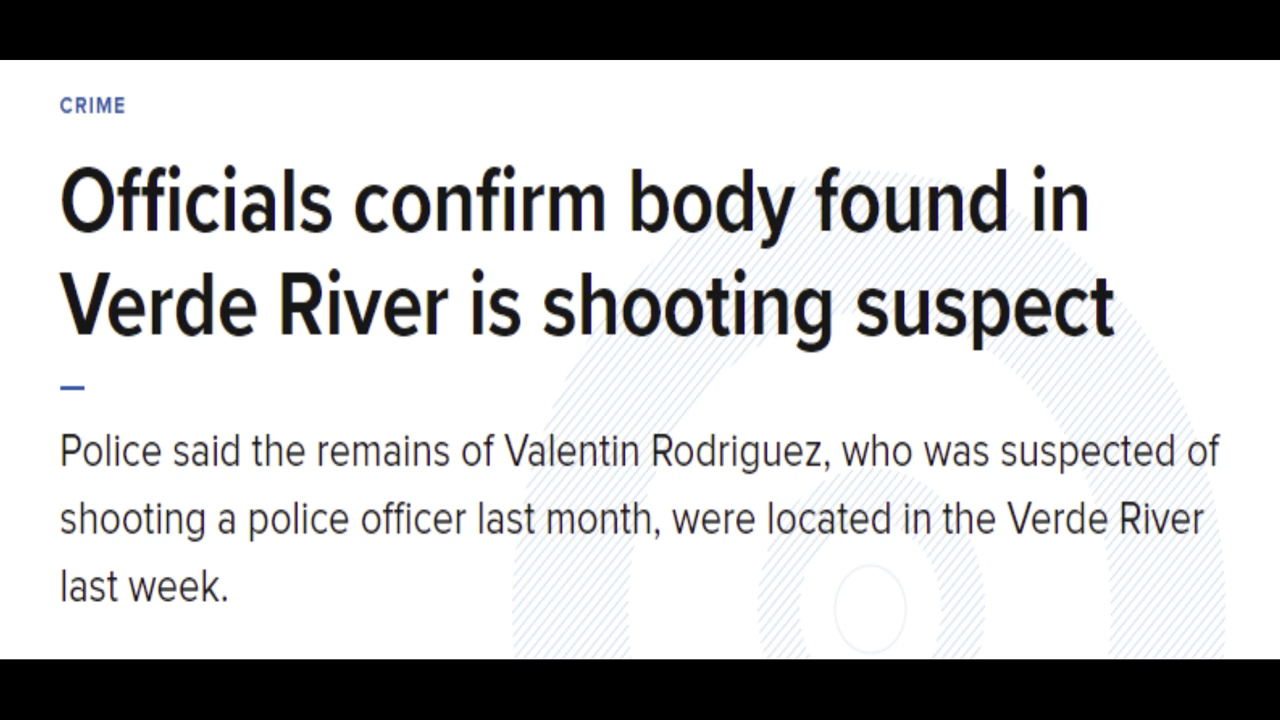 CRIME
Officials confirm body found in
Verde River is shooting suspect
Police said the remains of Valentin Rodriguez, who was suspected of
shooting a police officer last month, were located in the Verde River
last week.